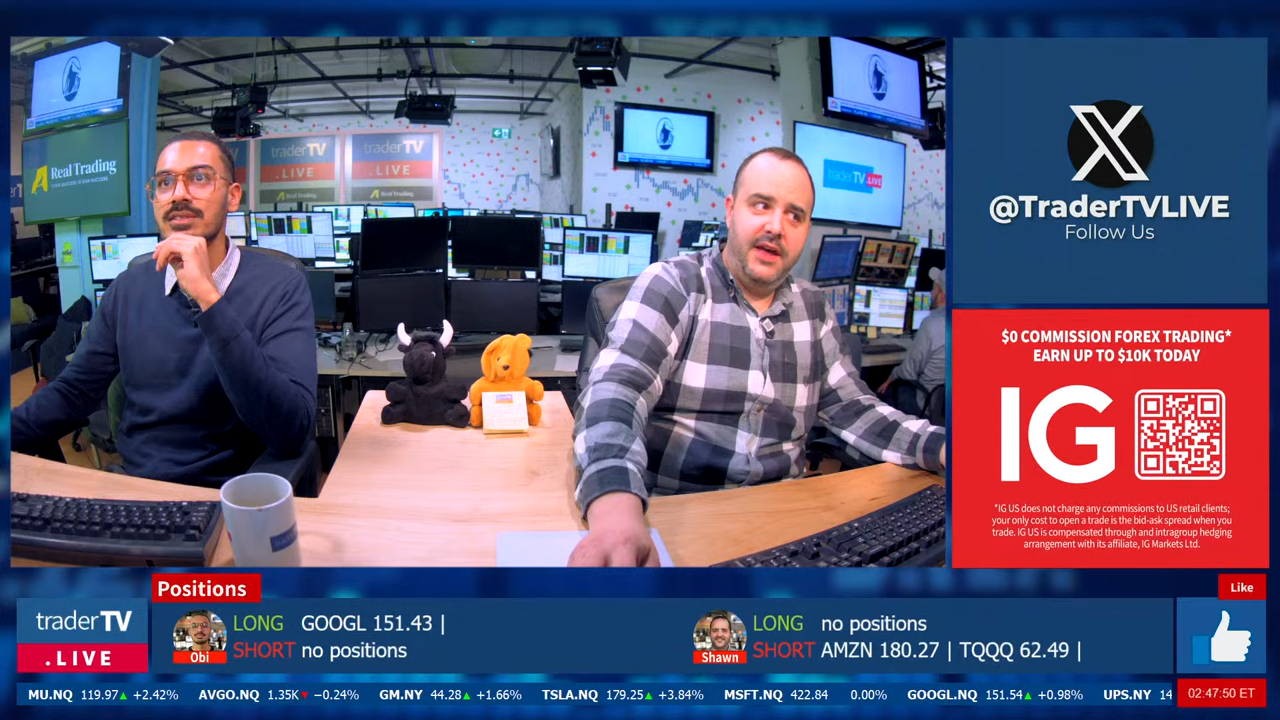 Real Trading
traderTV
.LIVE
Real Trading
traderTV
.LIVE
Real Trading
traderTV.LIVE
@TraderTVLIVE
Follow Us
$0 COMMISSION FOREX TRADING*
EARN UP TO $10K TODAY
IG
*IG US does not charge any commissions to US retail clients;
your only cost to open a trade is the bid-ask spread when you
trade. IG US is compensated through and intragroup hedging
arrangement with its affiliate, IG Markets Ltd.
Positions
Like
traderTV
.LIVE
Obi
LONG GOOGL 151.43 |
SHORT no positions
Shawn
LONG no positions
SHORT AMZN 180.27 | TQQQ 62.49 |
MU.NQ 119.97▲ +2.42% AVGO.NQ 1.35K▼ −0.24% GM.NY 44.28▲ +1.66% TSLA.NQ 179.25▲ +3.84% MSFT.NQ 422.84 0.00% GOOGL.NQ 151.54▲ +0.98% UPS.NY 14
02:47:50 ET